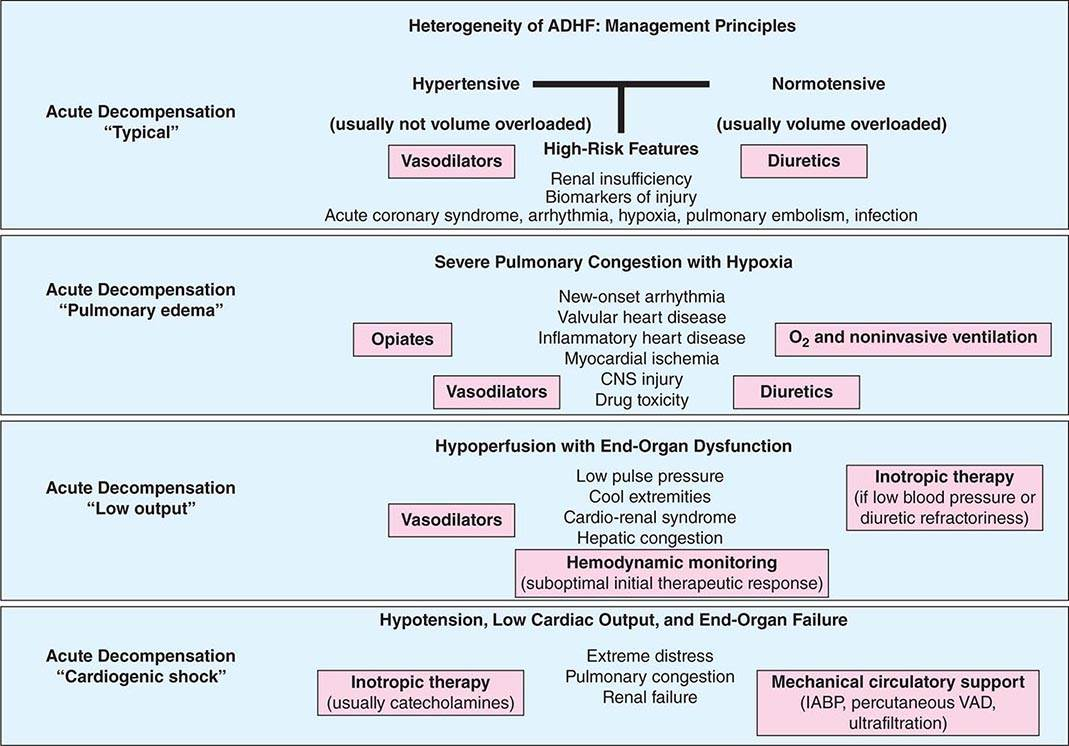 Heterogeneity of ADHF: Management Principles
Acute Decompensation
“Typical”
Hypertensive
Normotensive
(usually not volume overloaded)
(usually volume overloaded)
Vasodilators
High-Risk Features
Diuretics
Renal insufficiency
Biomarkers of injury
Acute coronary syndrome, arrhythmia, hypoxia, pulmonary embolism, infection
Severe Pulmonary Congestion with Hypoxia
Acute Decompensation
“Pulmonary edema”
New-onset arrhythmia
Valvular heart disease
Inflammatory heart disease
Myocardial ischemia
CNS injury
Drug toxicity
Opiates
O2 and noninvasive ventilation
Vasodilators
Diuretics
Hypoperfusion with End-Organ Dysfunction
Acute Decompensation
“Low output”
Low pulse pressure
Cool extremities
Cardio-renal syndrome
Hepatic congestion
Vasodilators
Inotropic therapy
(if low blood pressure or
diuretic refractoriness)
Hemodynamic monitoring
(suboptimal initial therapeutic response)
Hypotension, Low Cardiac Output, and End-Organ Failure
Acute Decompensation
“Cardiogenic shock”
Extreme distress
Pulmonary congestion
Renal failure
Inotropic therapy
(usually catecholamines)
Mechanical circulatory support
(IABP, percutaneous VAD,
ultrafiltration)